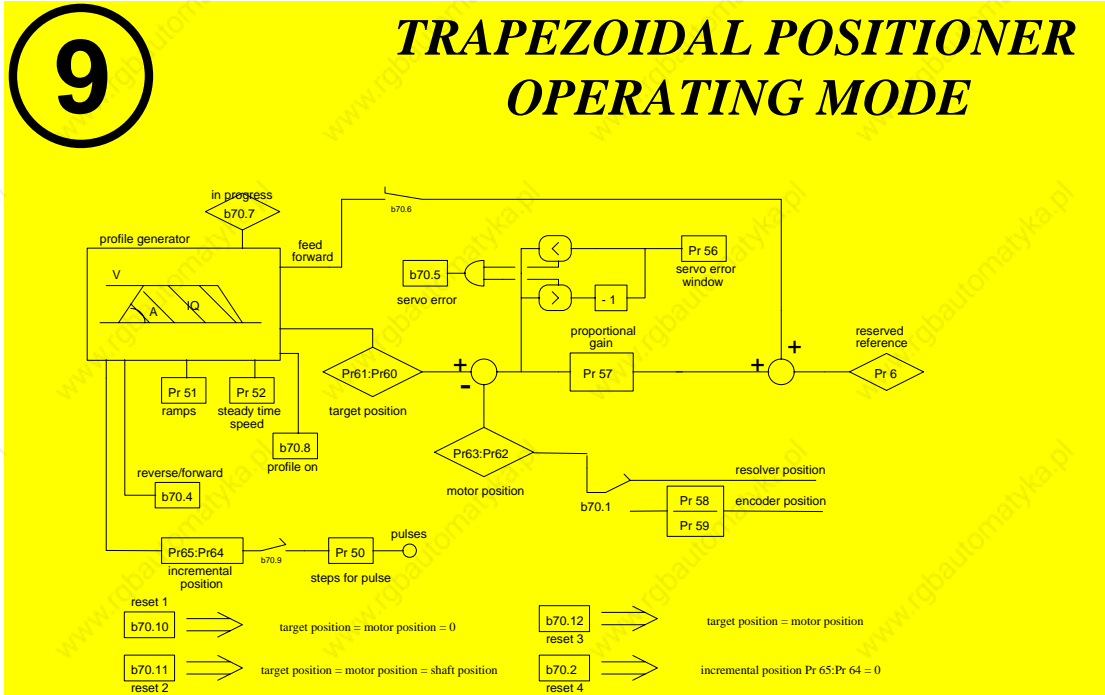 9
TRAPEZOIDAL POSITIONER
OPERATING MODE
in progress
b70.7
b70.6
profile generator
feed
forward
V
A
IQ
b70.5
servo error
<
>
- 1
Pr 56
servo error
window
proportional
gain
Pr 57
reserved
reference
Pr 6
+
+
+
-
Pr61:Pr60
target position
Pr 51
ramps
Pr 52
steady time
speed
b70.8
profile on
Pr63:Pr62
motor position
reverse/forward
b70.4
b70.1
resolver position
Pr 58
Pr 59
encoder position
pulses
Pr65:Pr64
incremental
position
b70.9
Pr 50
steps for pulse
reset 1
b70.10
target position = motor position = 0
b70.12
reset 3
target position = motor position
b70.11
reset 2
target position = motor position = shaft position
b70.2
reset 4
incremental position Pr 65:Pr 64 = 0
www.rgbautomatyka.pl